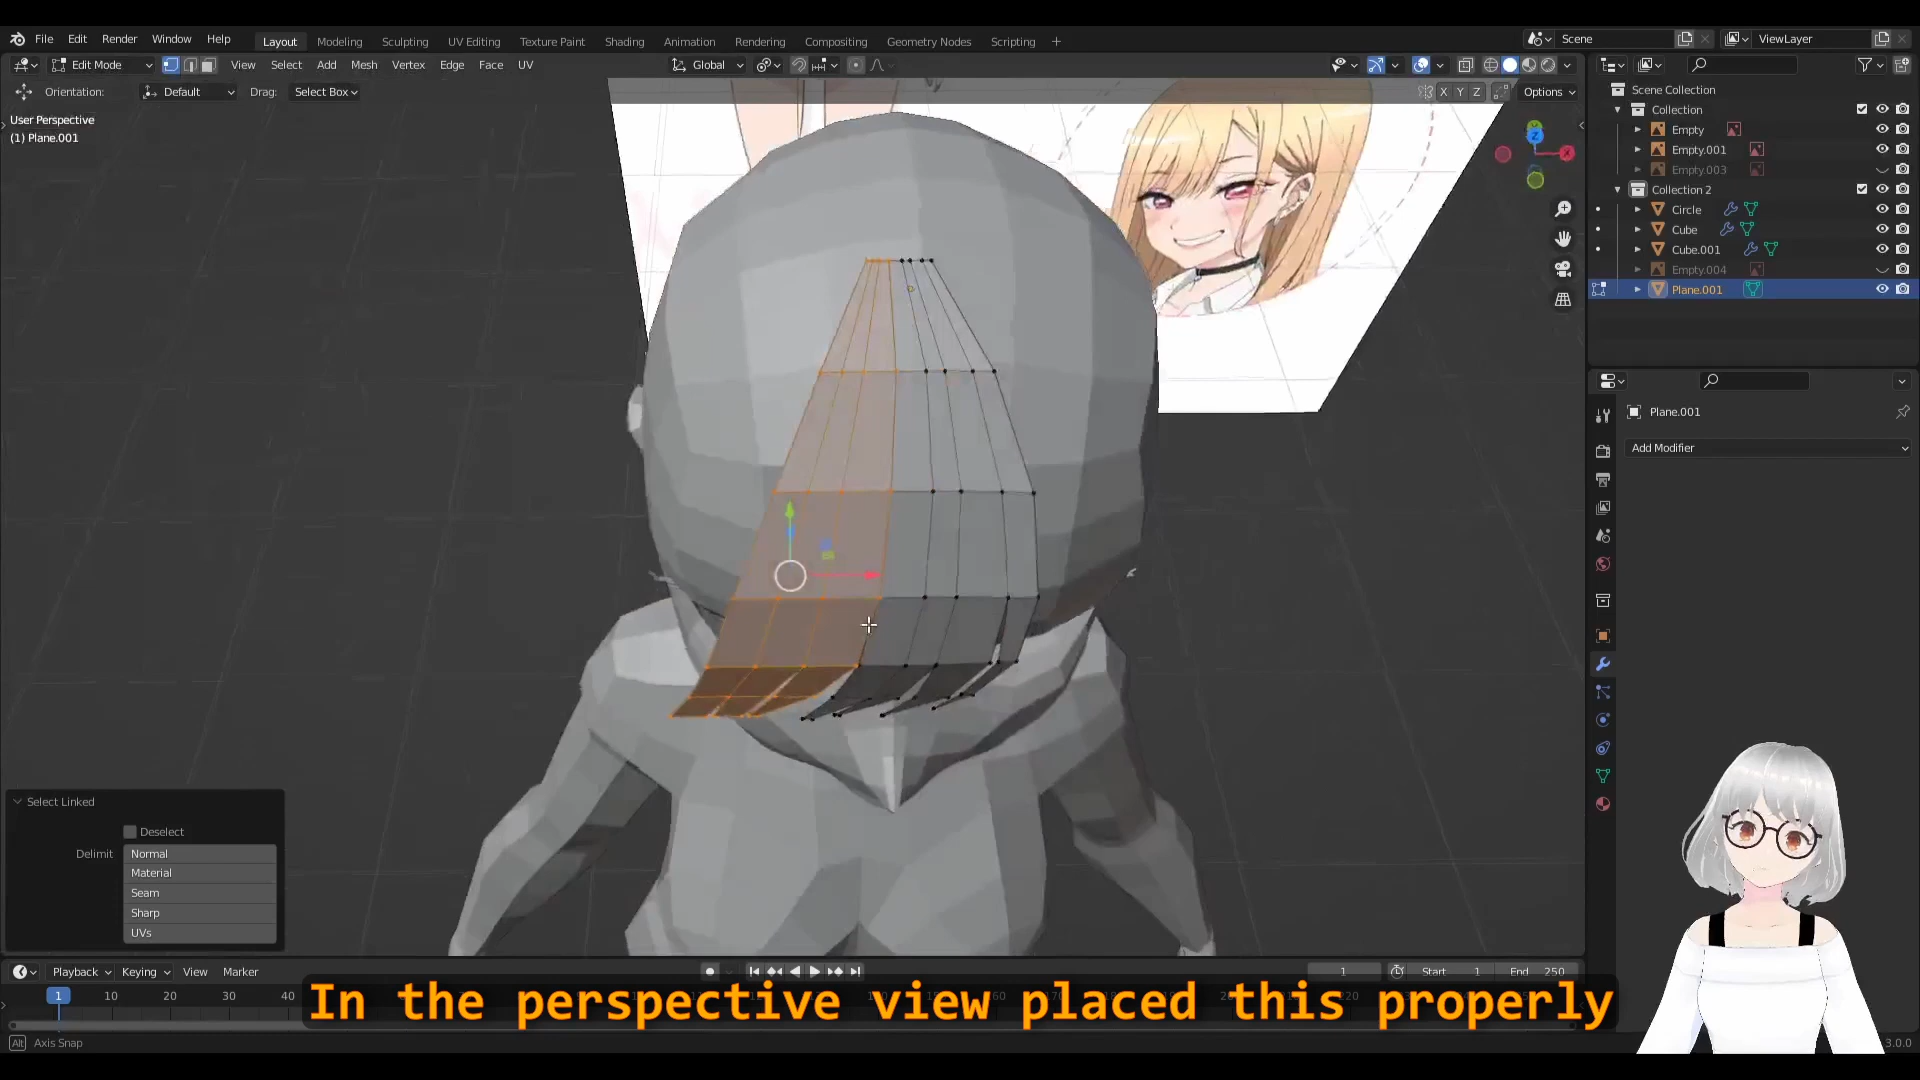 File Edit Render Window Help Layout Modeling Sculpting UV Editing Texture Paint Shading Animation Rendering Compositing Geometry Nodes Scripting + Scene ViewLayer
Edit Mode View Select Add Mesh Vertex Edge Face UV Global
Orientation: Default Drag: Select Box X Y Z Options
User Perspective
(1) Plane.001
Scene Collection
Collection
Empty
Empty.001
Empty.003
Collection 2
Circle
Cube
Cube.001
Empty.004
Plane.001
Plane.001
Add Modifier
Select Linked
Deselect
Delimit Normal
Material
Seam
Sharp
UVs
Playback Keying View Marker 1 Start 1 End 250
1 10 20 30 40
In the perspective view placed this properly
Alt Axis Snap 3.0.0